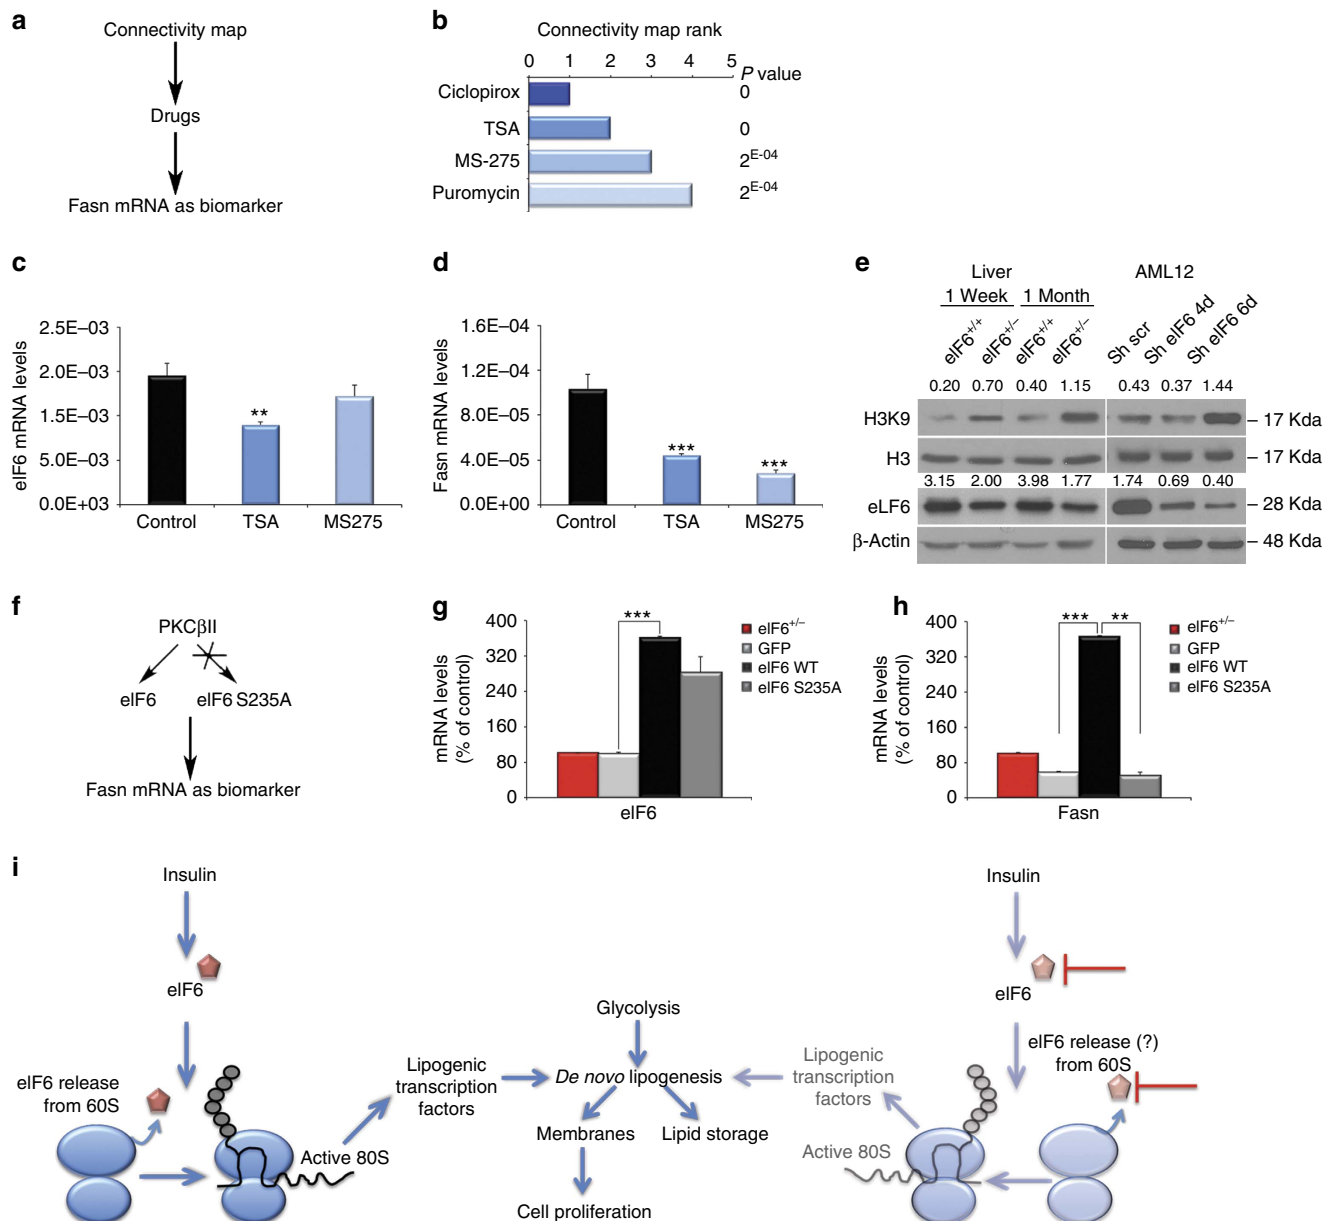 a
Connectivity map
Drugs
Fasn mRNA as biomarker
b
Connectivity map rank
0 1 2 3 4 5
P value
Ciclopirox 0
TSA 0
MS-275 2E-04
Puromycin 2E-04
c
eIF6 mRNA levels
2.5E–03
2.0E–03
1.5E–03
5.0E–03
0.0E+03
**
Control TSA MS275
d
Fasn mRNA levels
1.6E–04
1.2E–04
8.0E–05
4.0E–05
0.0E+00
***
***
Control TSA MS275
e
Liver AML12
1 Week 1 Month
eIF6+/+ eIF6+/– eIF6+/+ eIF6+/– Sh scr Sh eIF6 4d Sh eIF6 6d
0.20 0.70 0.40 1.15 0.43 0.37 1.44
H3K9 – 17 Kda
H3 – 17 Kda
3.15 2.00 3.98 1.77 1.74 0.69 0.40
eLF6 – 28 Kda
β-Actin – 48 Kda
f
PKCβII
eIF6 eIF6 S235A
Fasn mRNA as biomarker
g
mRNA levels
(% of control)
400
320
240
160
80
0
***
eIF6
eIF6+/–
GFP
eIF6 WT
eIF6 S235A
h
mRNA levels
(% of control)
400
320
240
160
80
0
*** **
Fasn
eIF6+/–
GFP
eIF6 WT
eIF6 S235A
i
Insulin
eIF6
eIF6 release
from 60S
Active 80S
Lipogenic
transcription
factors
Glycolysis
De novo lipogenesis
Membranes Lipid storage
Cell proliferation
Lipogenic
transcription
factors
Active 80S
Insulin
eIF6
eIF6 release (?)
from 60S